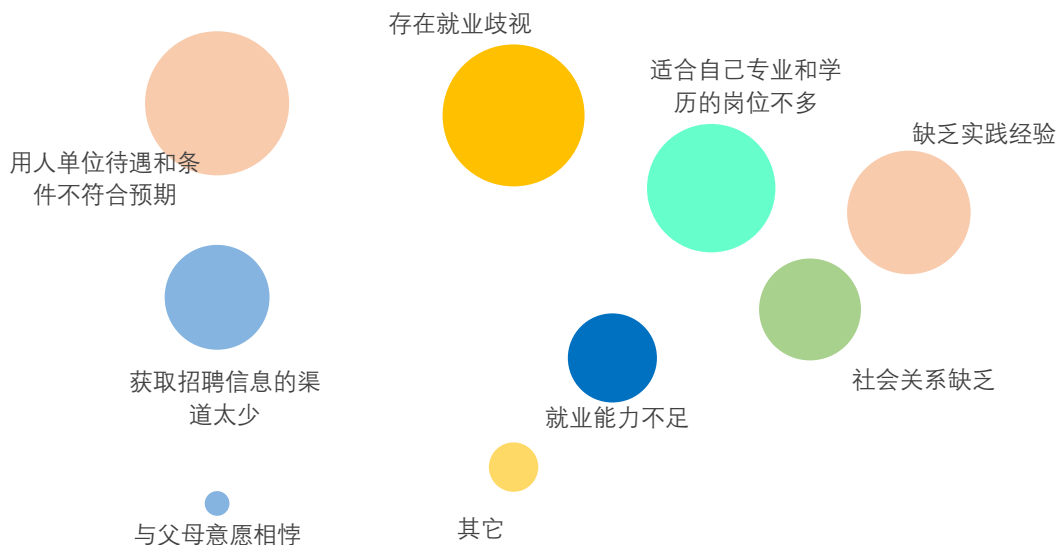 存在就业歧视
适合自己专业和学
历的岗位不多
缺乏实践经验
用人单位待遇和条
件不符合预期
获取招聘信息的渠
道太少
社会关系缺乏
就业能力不足
与父母意愿相悖
其它